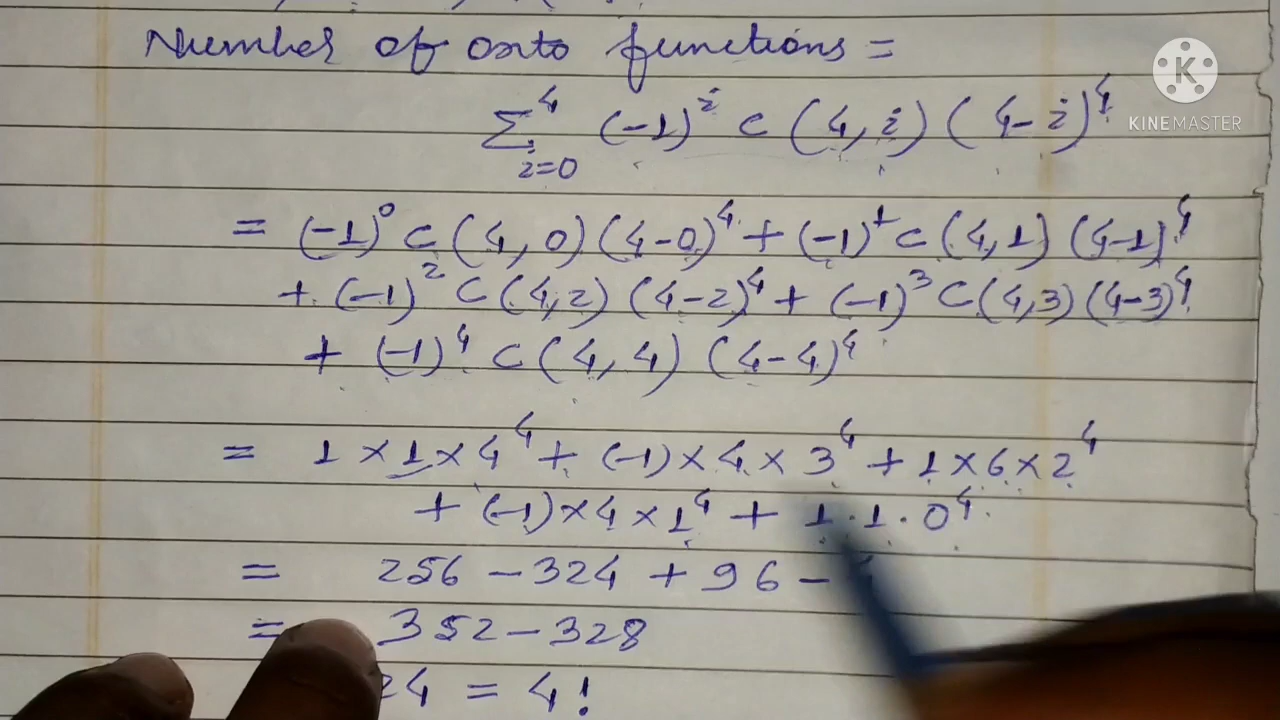 Number of onto functions =
K
KINEMASTER
∑_{i=0}^{4} (-1)^i C (4, i) (4-i)^4
= (-1)^0 C (4, 0) (4-0)^4 + (-1)^1 C (4, 1) (4-1)^4
+ (-1)^2 C (4, 2) (4-2)^4 + (-1)^3 C (4, 3) (4-3)^4
+ (-1)^4 C (4, 4) (4-4)^4
= 1 × 1 × 4^4 + (-1) × 4 × 3^4 + 1 × 6 × 2^4
+ (-1) × 4 × 1^4 + 1 . 1 . 0^4
= 256 - 324 + 96 -
= 352 - 328
24 = 4!